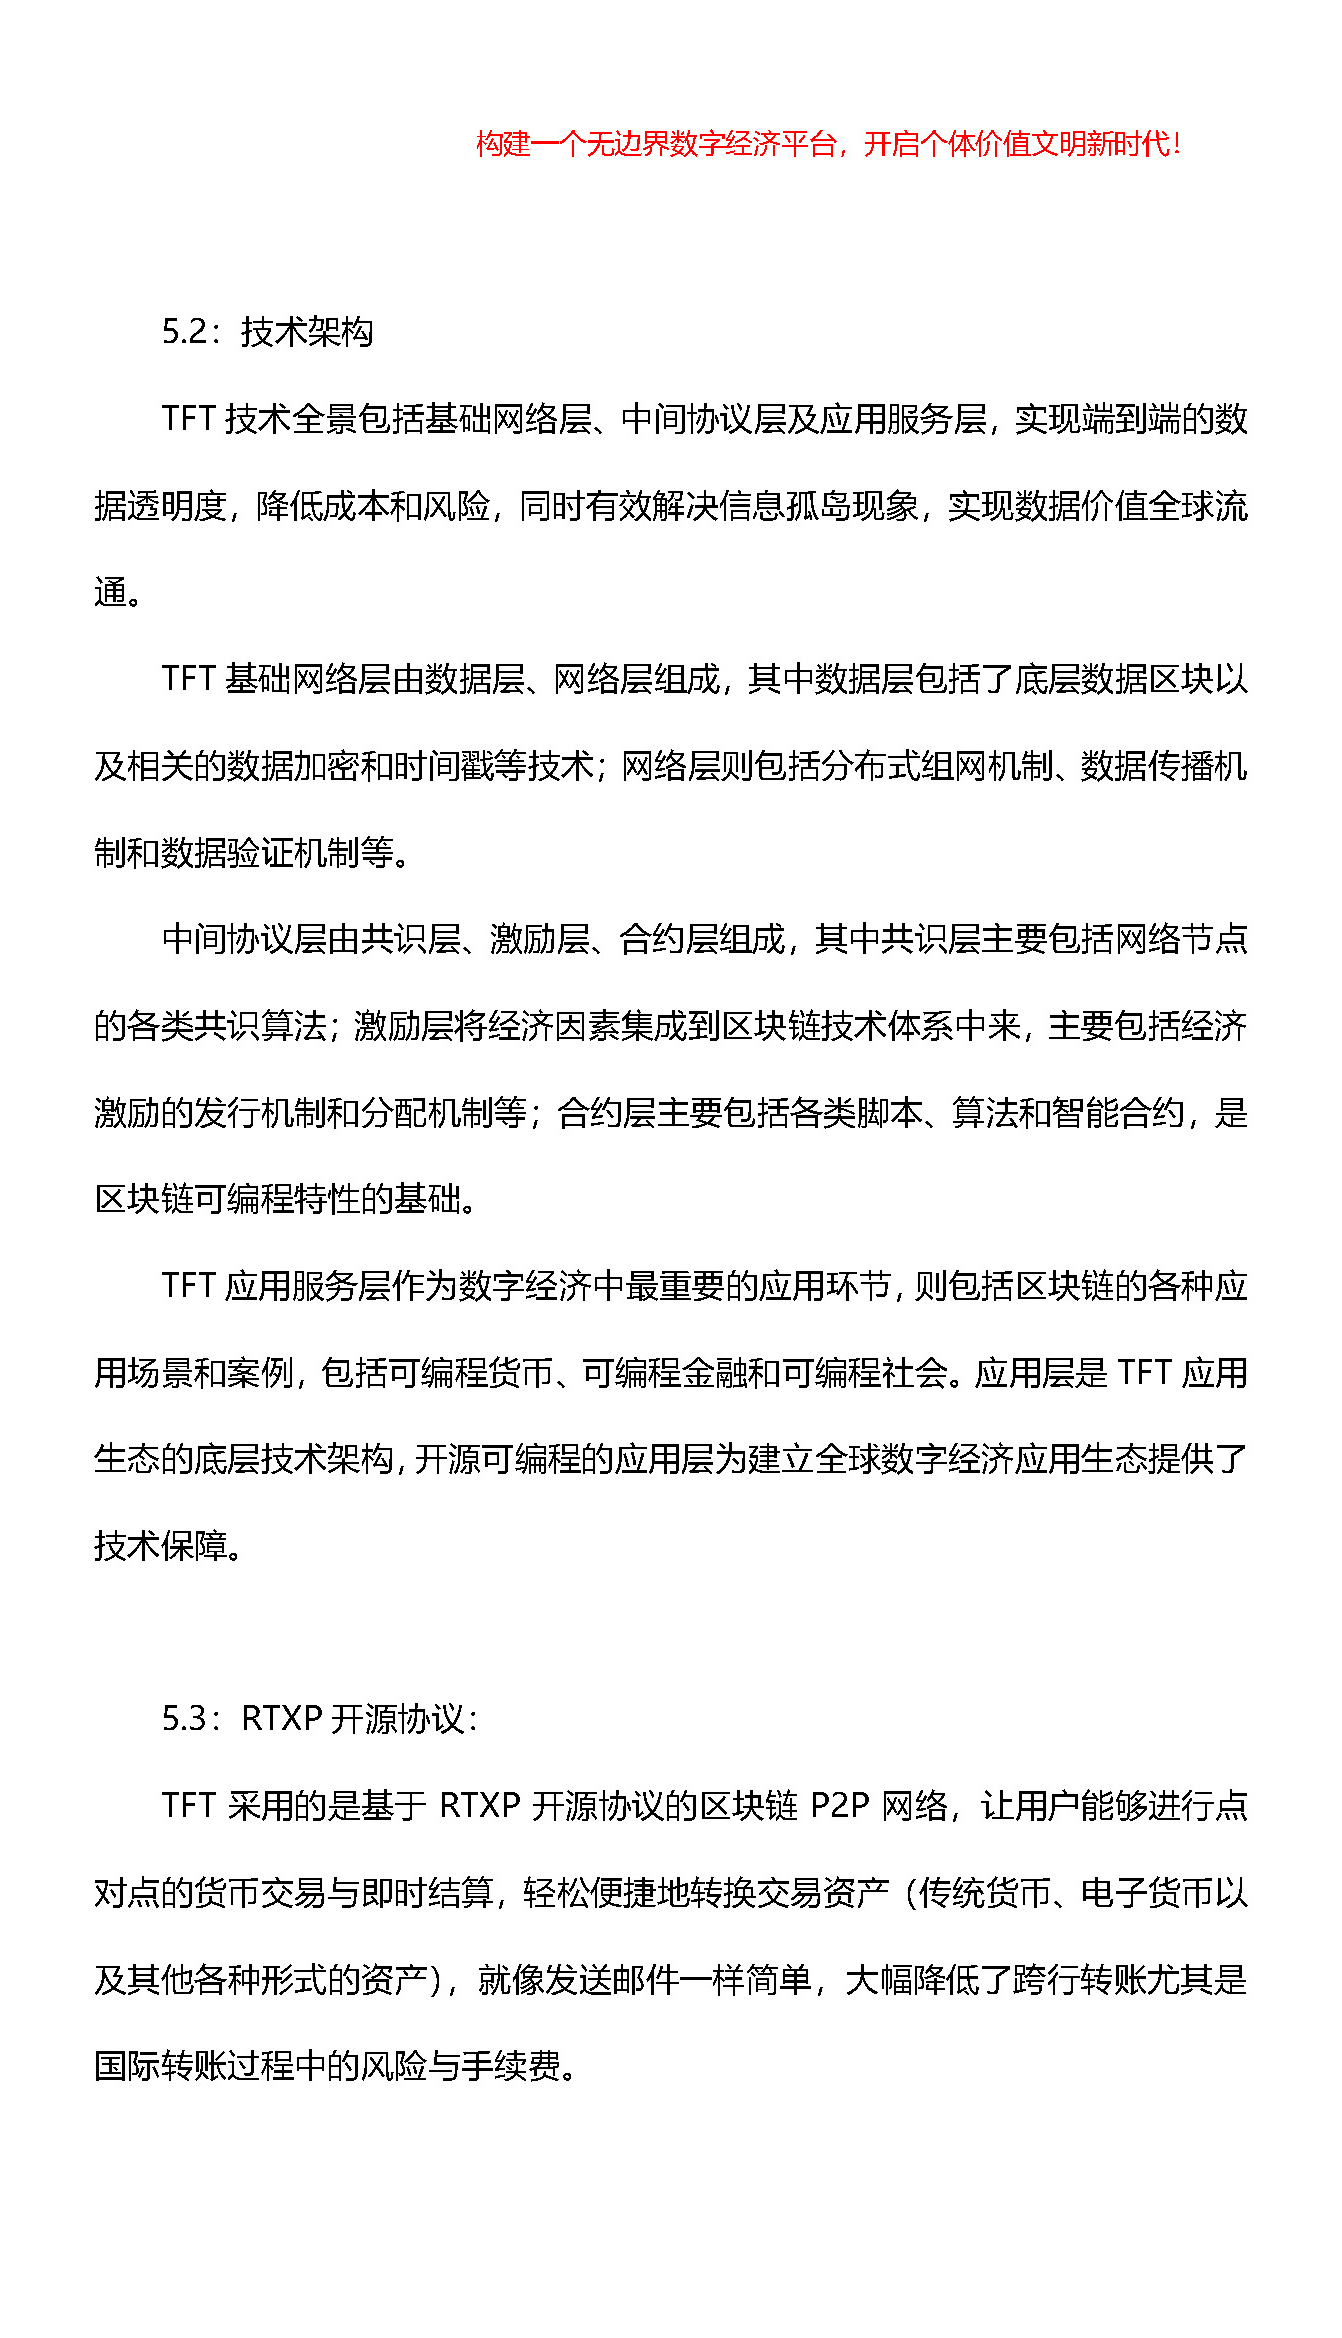 构建一个无边界数字经济平台，开启个体价值文明新时代！
5.2：技术架构
TFT 技术全景包括基础网络层、中间协议层及应用服务层，实现端到端的数
据透明度，降低成本和风险，同时有效解决信息孤岛现象，实现数据价值全球流
通。
TFT 基础网络层由数据层、网络层组成，其中数据层包括了底层数据区块以
及相关的数据加密和时间戳等技术；网络层则包括分布式组网机制、数据传播机
制和数据验证机制等。
中间协议层由共识层、激励层、合约层组成，其中共识层主要包括网络节点
的各类共识算法；激励层将经济因素集成到区块链技术体系中来，主要包括经济
激励的发行机制和分配机制等；合约层主要包括各类脚本、算法和智能合约，是
区块链可编程特性的基础。
TFT 应用服务层作为数字经济中最重要的应用环节，则包括区块链的各种应
用场景和案例，包括可编程货币、可编程金融和可编程社会。应用层是 TFT 应用
生态的底层技术架构，开源可编程的应用层为建立全球数字经济应用生态提供了
技术保障。
5.3：RTXP 开源协议：
TFT 采用的是基于 RTXP 开源协议的区块链 P2P 网络，让用户能够进行点
对点的货币交易与即时结算，轻松便捷地转换交易资产（传统货币、电子货币以
及其他各种形式的资产），就像发送邮件一样简单，大幅降低了跨行转账尤其是
国际转账过程中的风险与手续费。